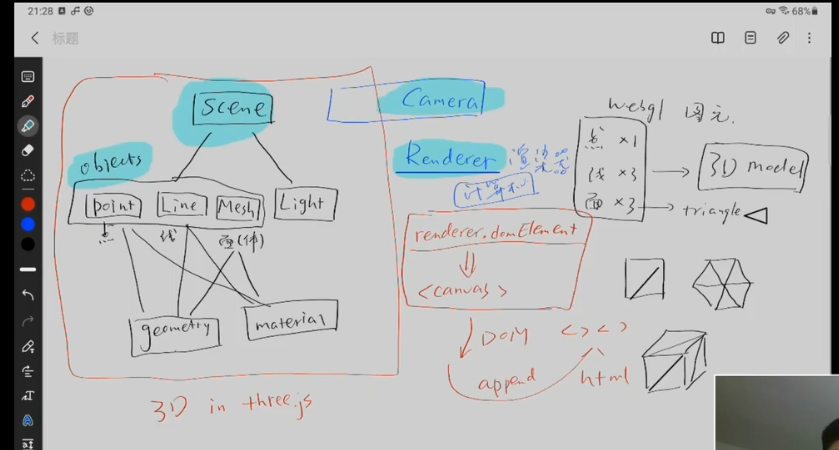 21:28
68%
标题
Scene
Camera
webgl 图元.
objects
Renderer 渲染器
点 ×1
线 ×3
面 ×3
3D model
triangle
point
Line
Mesh
Light
点
线
面(体)
计算机
renderer.domElement
<canvas>
geometry
material
DOM
<> <>
append
html
3D in three.js